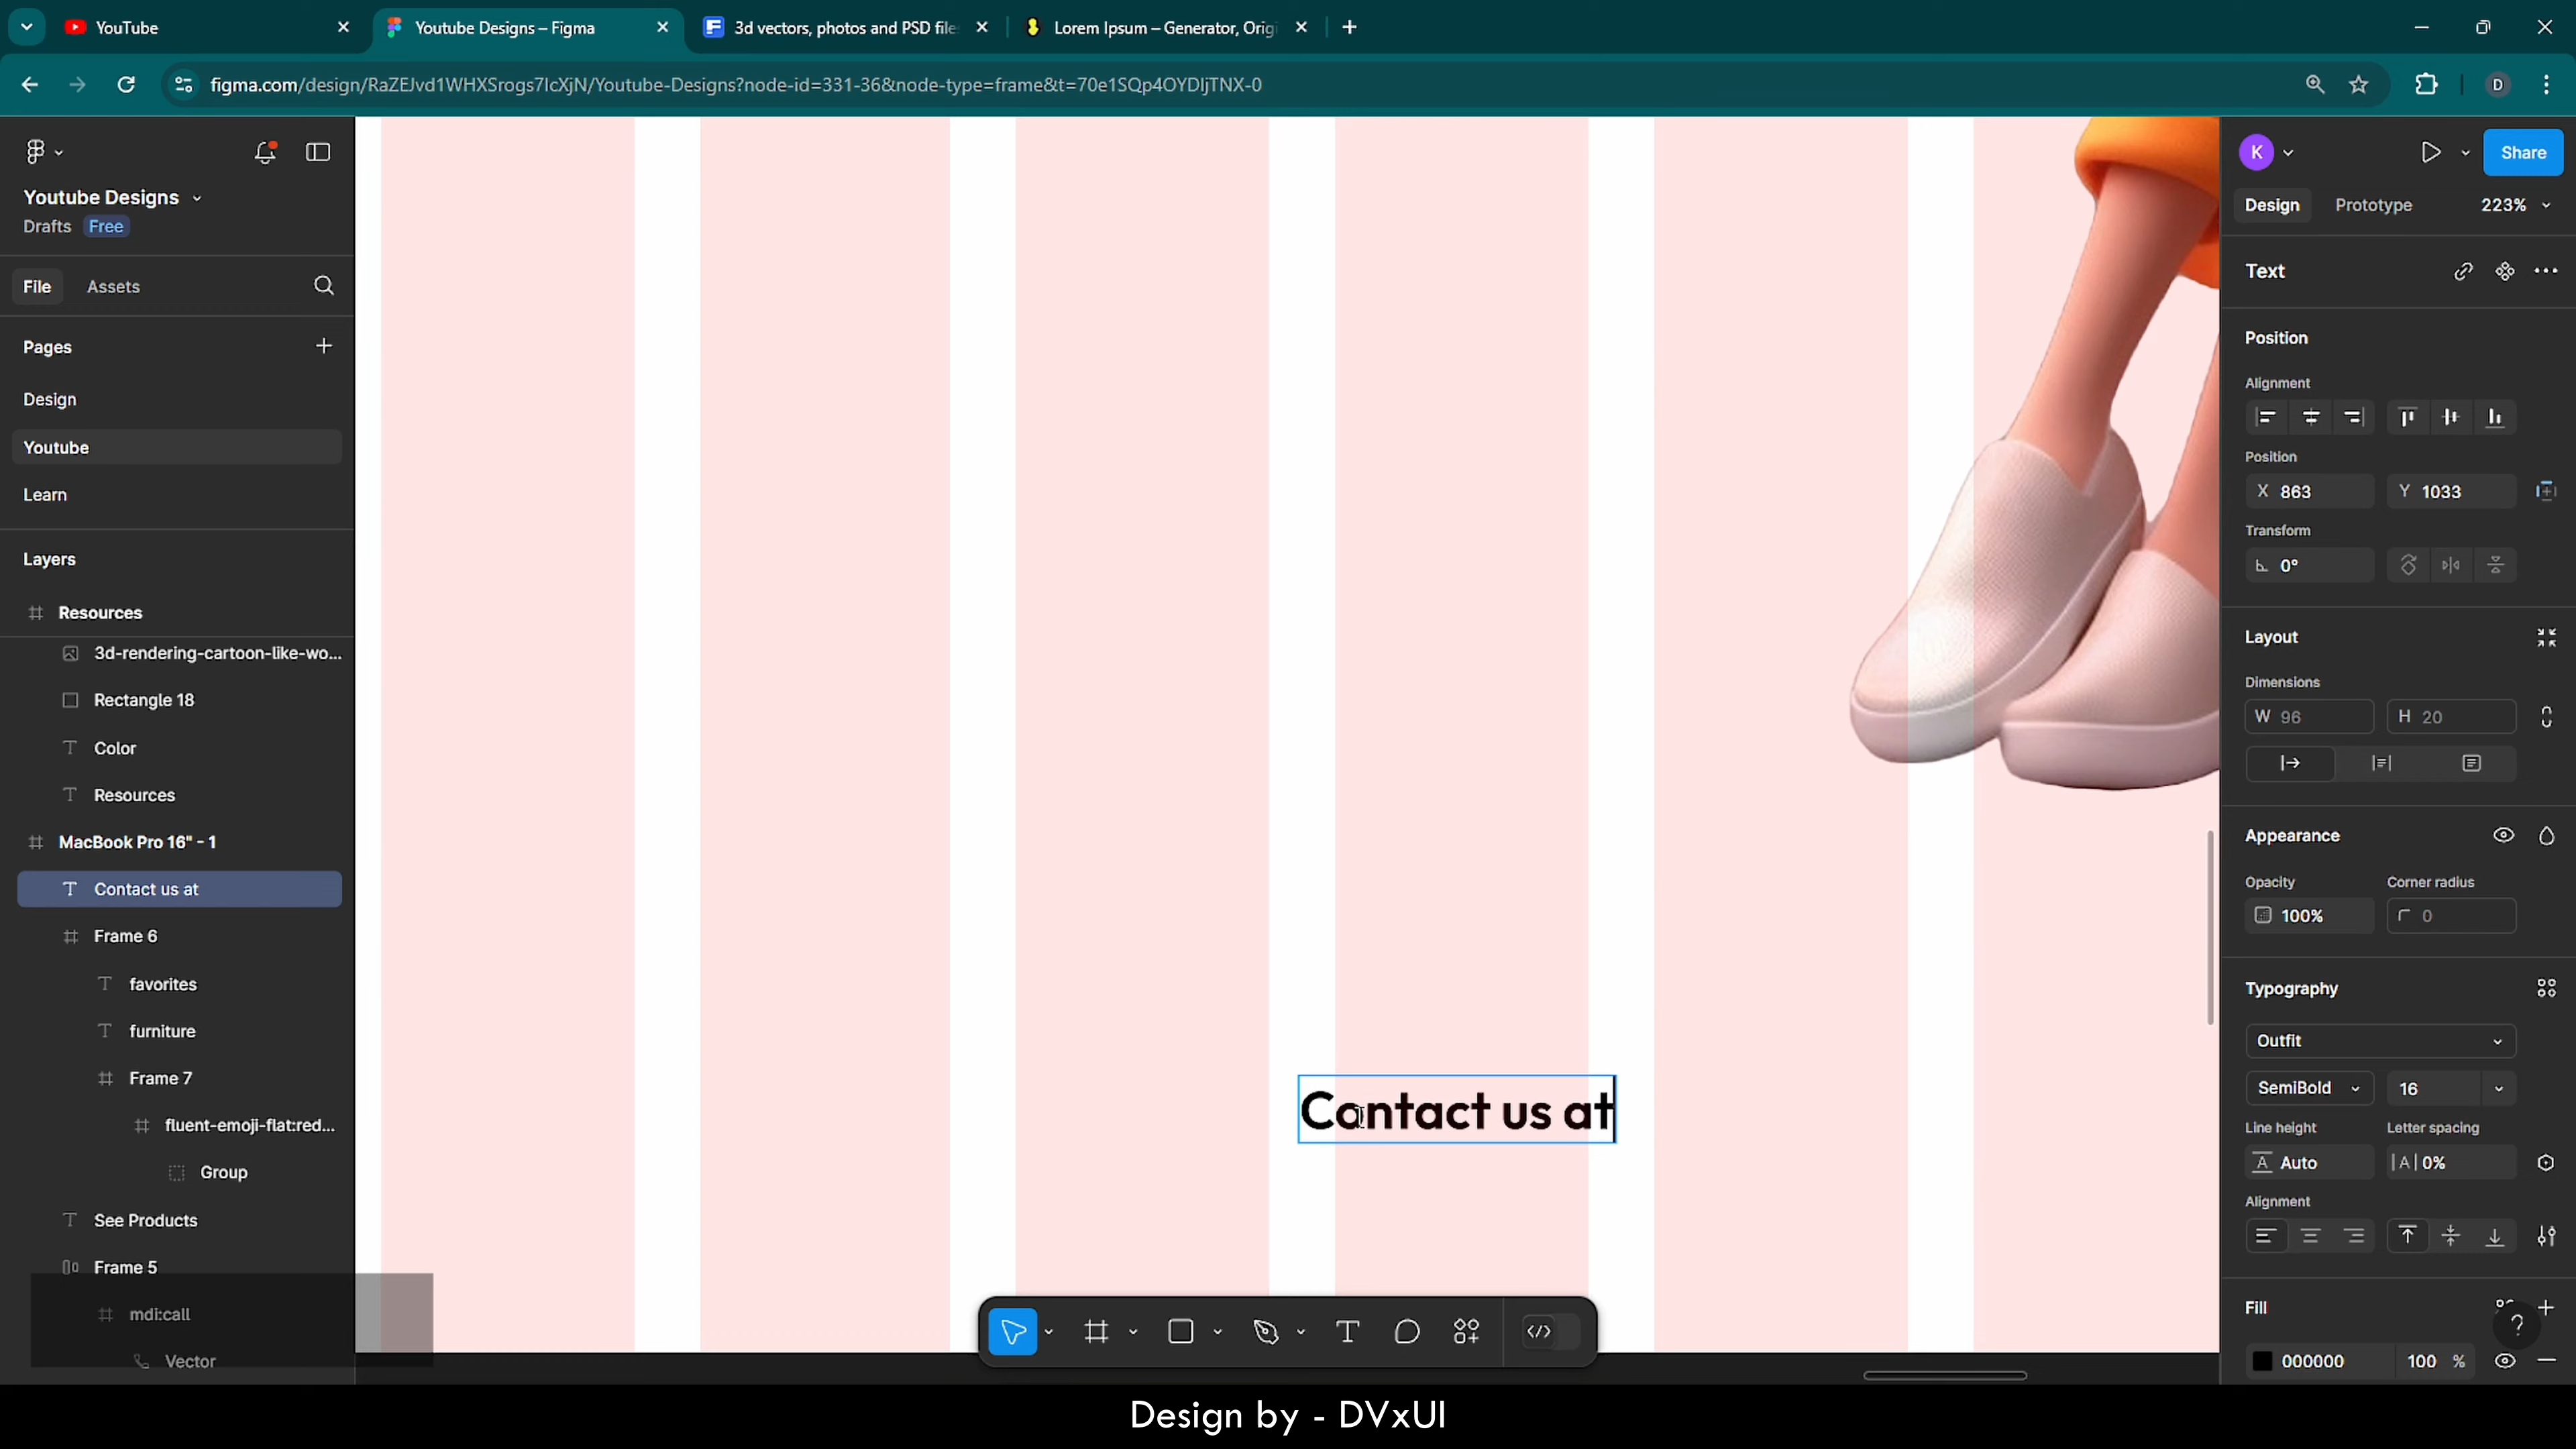 YouTube
Youtube Designs – Figma
3d vectors, photos and PSD file
Lorem Ipsum – Generator, Orig
figma.com/design/RaZEJvd1WHXSrogs7IcXjN/Youtube-Designs?node-id=331-36&node-type=frame&t=70e1SQp4OYDIjTNX-0
D
Youtube Designs
Drafts Free
File Assets
Pages
Design
Youtube
Learn
Layers
Resources
3d-rendering-cartoon-like-wo...
Rectangle 18
Color
Resources
MacBook Pro 16" - 1
Contact us at
Frame 6
favorites
furniture
Frame 7
fluent-emoji-flat:red...
Group
See Products
Frame 5
mdi:call
Vector
Contact us at
K
Share
Design Prototype 223%
Text
Position
Alignment
Position
X 863 Y 1033
Transform
0°
Layout
Dimensions
W 96 H 20
Appearance
Opacity Corner radius
100% 0
Typography
Outfit
SemiBold 16
Line height Letter spacing
A Auto |A| 0%
Alignment
Fill
?
000000 100 %
Design by - DVxUI